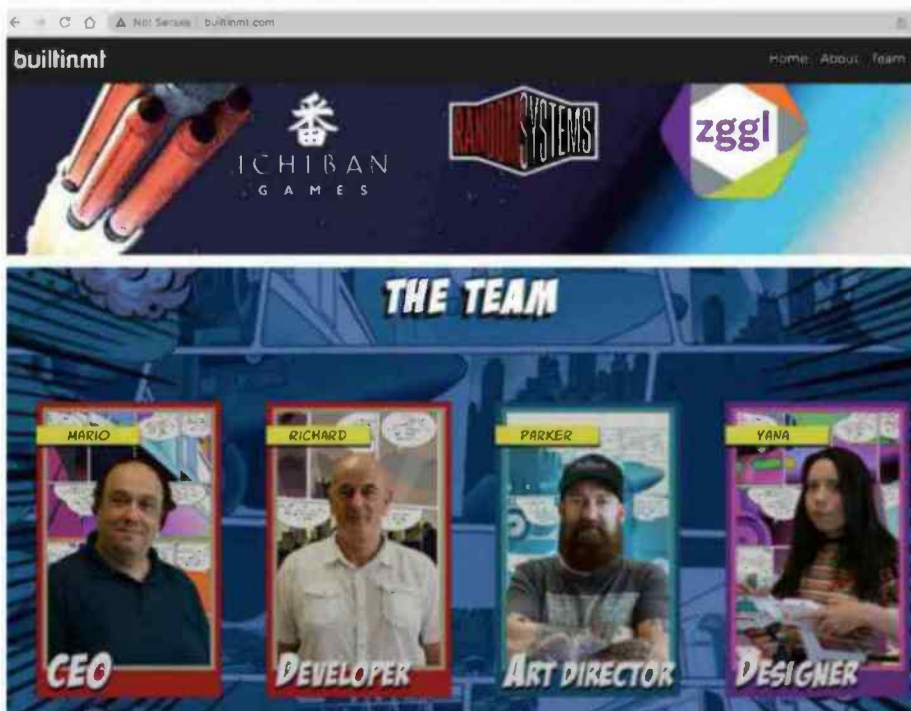 Not Secure | builtinmt.com
builtinmt
Home About Team
番
ICHIBAN
GAMES
RANDOM SYSTEMS
zggl
THE TEAM
MARIO
RICHARD
PARKER
YANA
CEO
DEVELOPER
ART DIRECTOR
DESIGNER